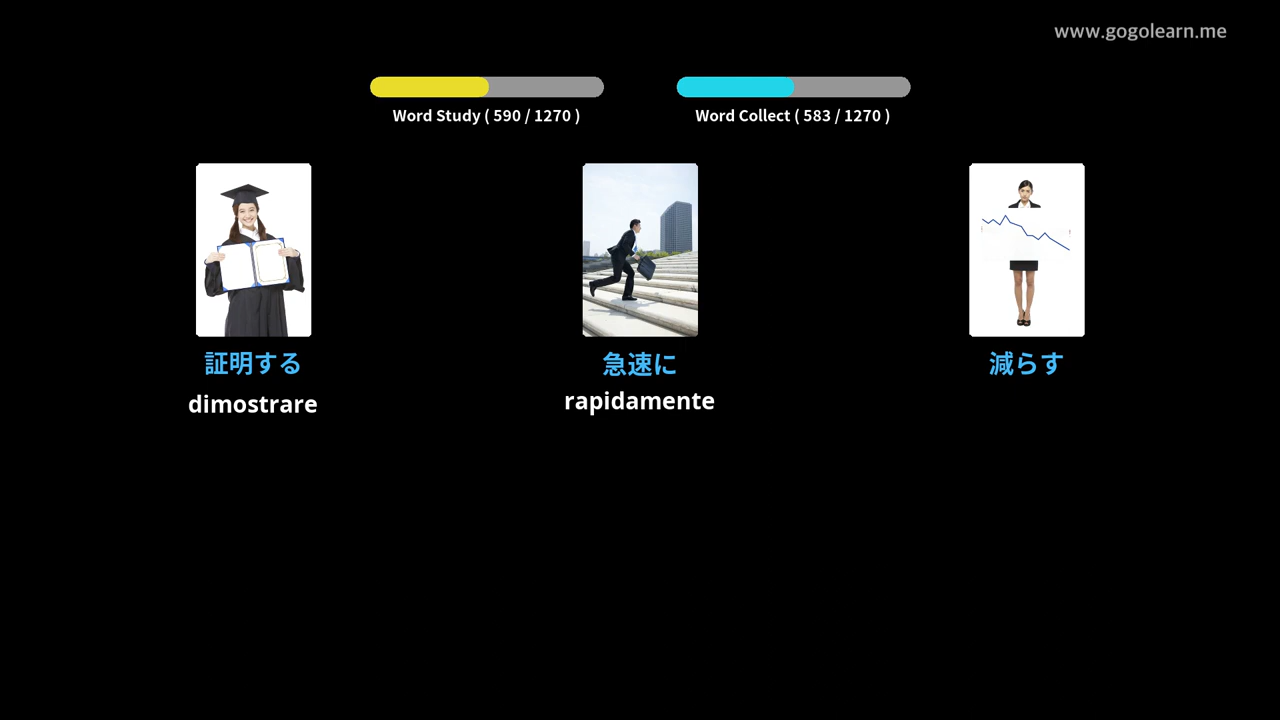 www.gogolearn.me
Word Study ( 590 / 1270 )
Word Collect ( 583 / 1270 )
証明する
急速に
減らす
dimostrare
rapidamente